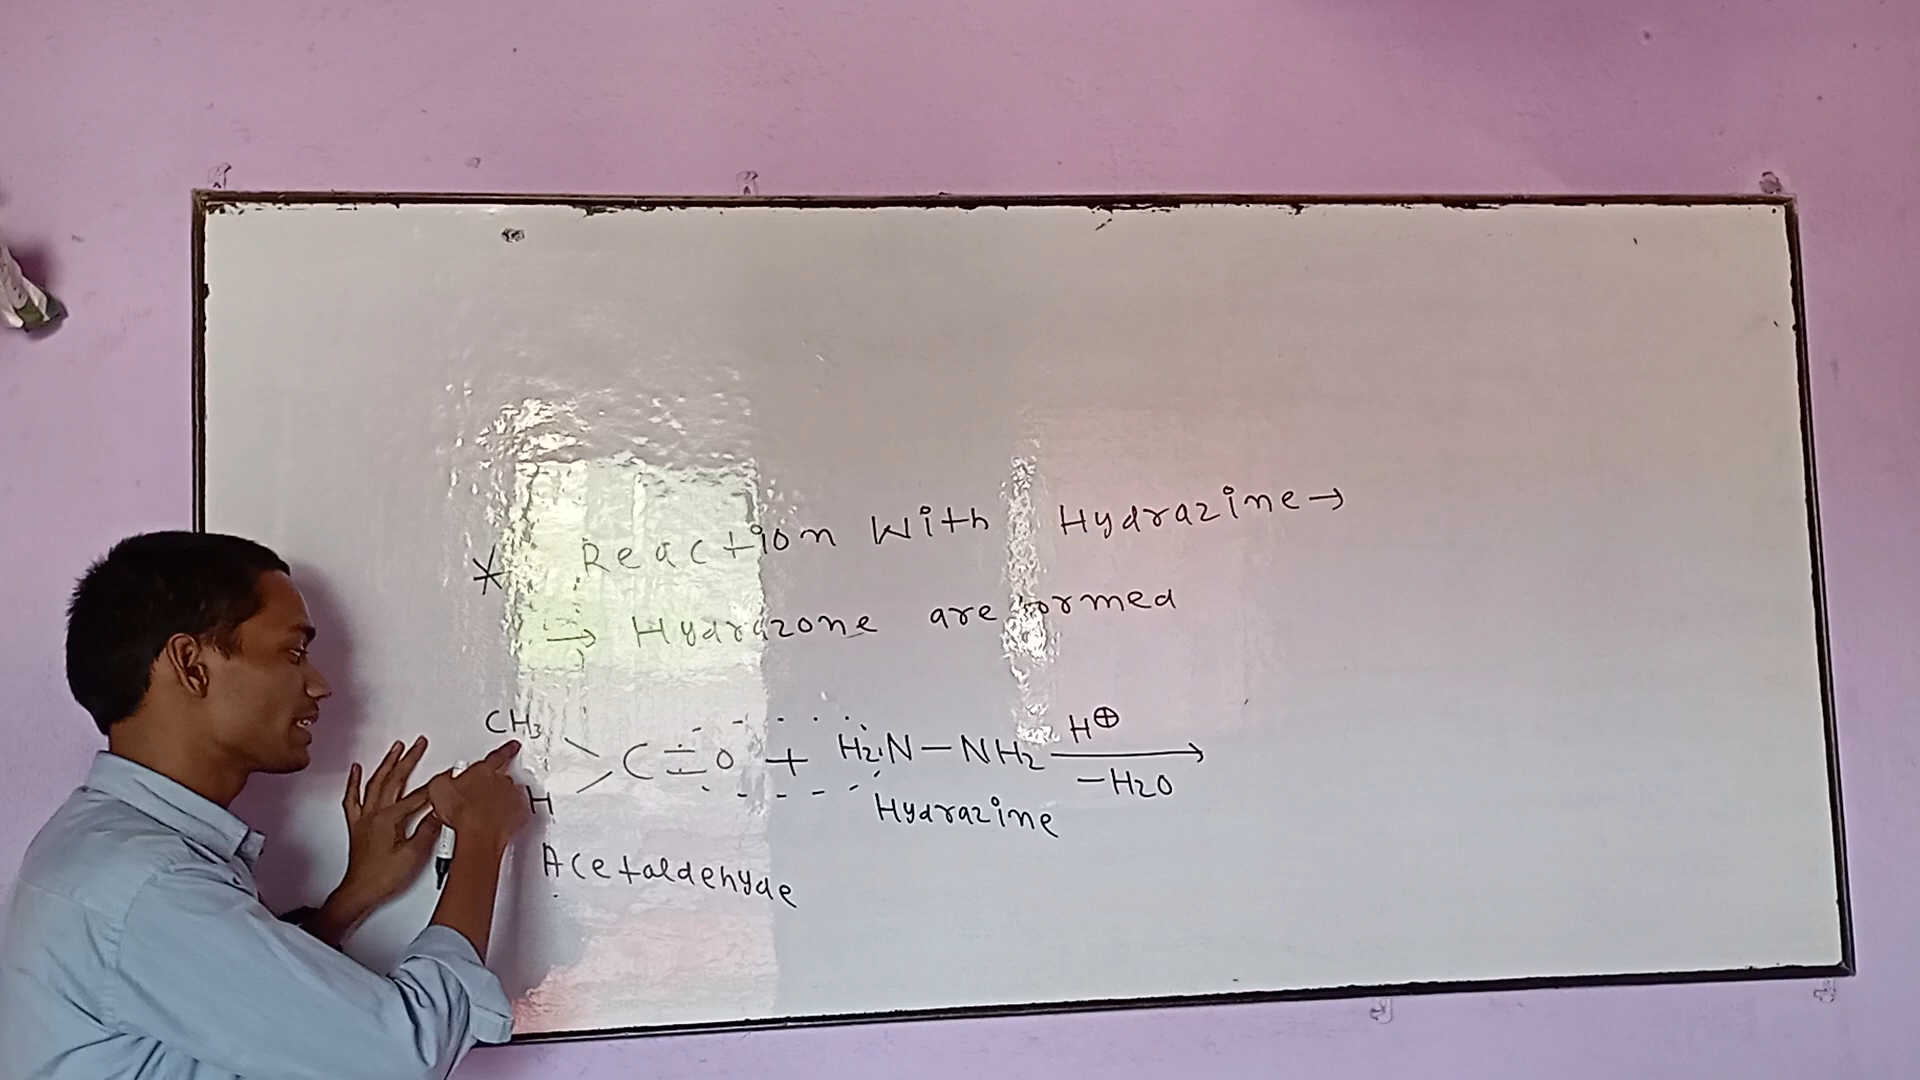 * Reaction With Hydrazine →
→ Hydrazone are formed
CH3
H
C = O + H2N — NH2 H⊕ → −H2O
Hydrazine
Acetaldehyde